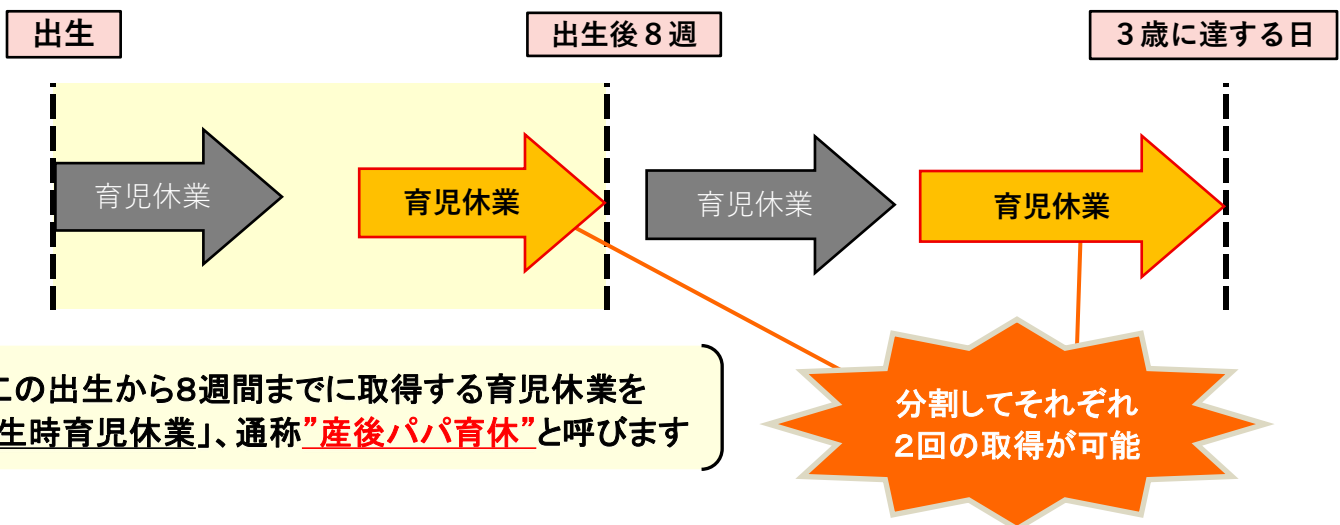 出生
出生後８週
３歳に達する日
育児休業
育児休業
育児休業
育児休業
の出生から８週間までに取得する育児休業を
生時育児休業」、通称”産後パパ育休”と呼びます
分割してそれぞれ
２回の取得が可能